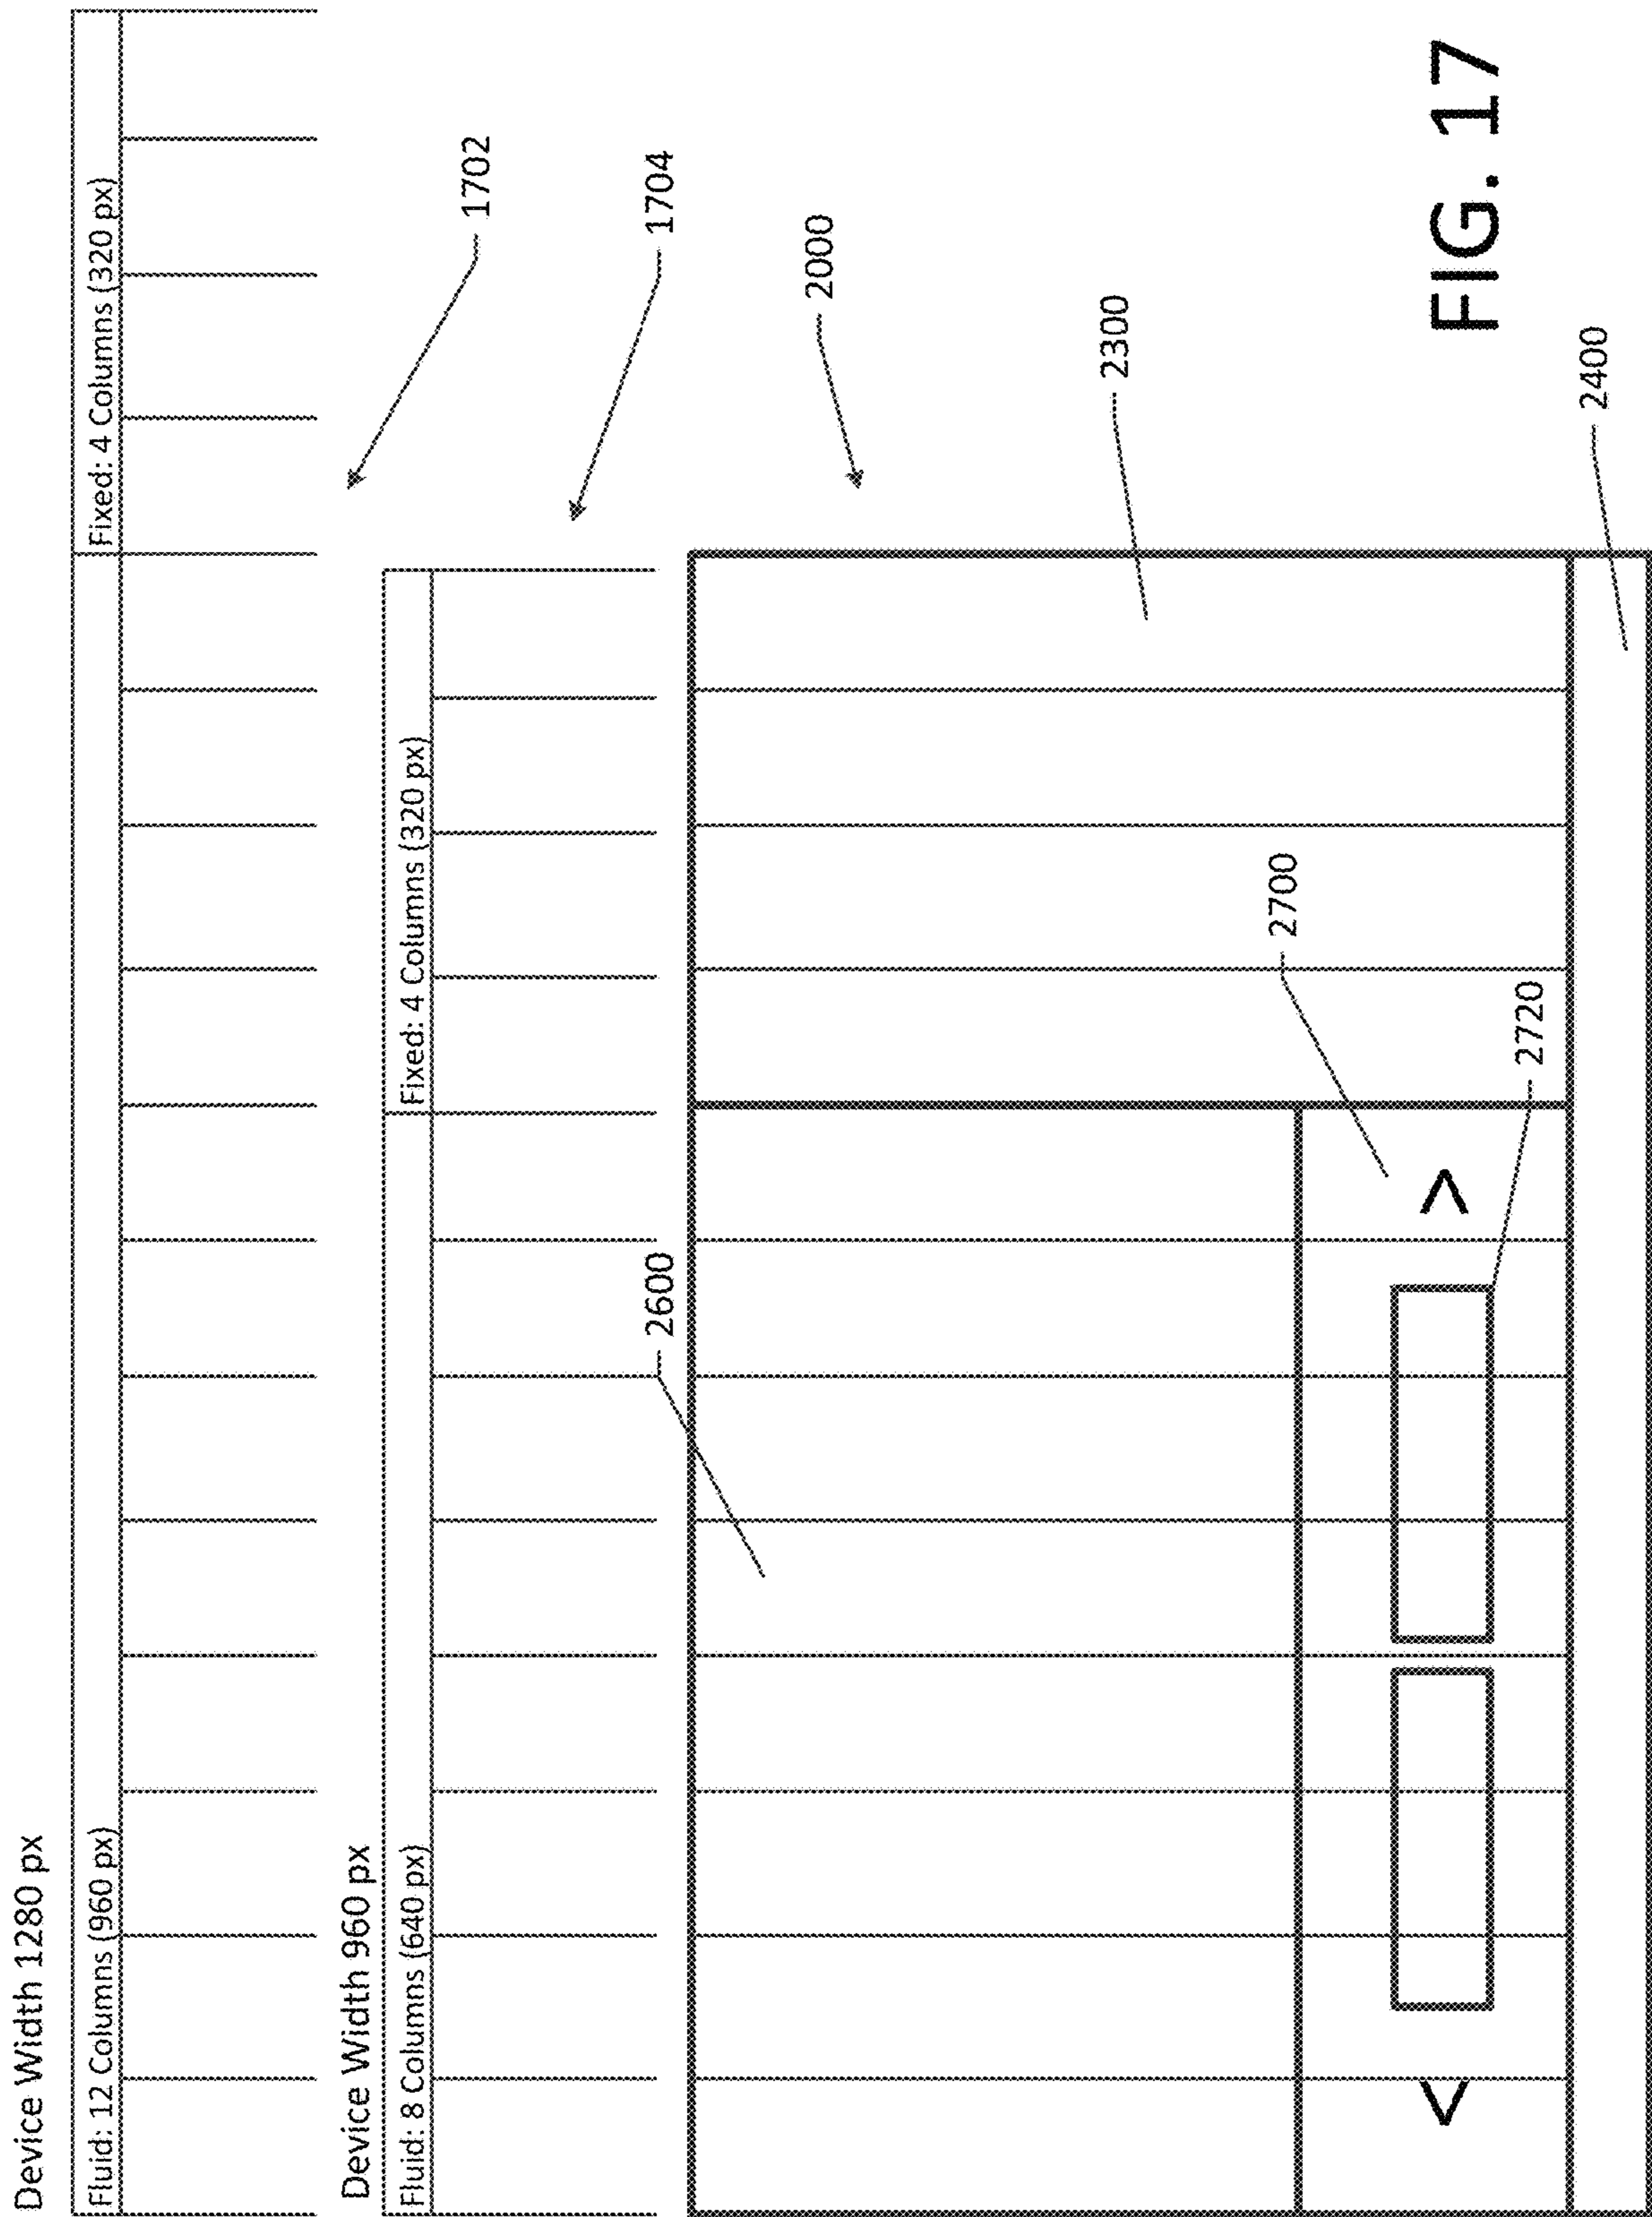 Device Width 1280 px
Fluid: 12 Columns (960 px)
Fixed: 4 Columns (320 px)
1702
Device Width 960 px
Fluid: 8 Columns (640 px)
Fixed: 4 Columns (320 px)
1704
2600
2000
2300
2700
< >
2720
2400
FIG. 17